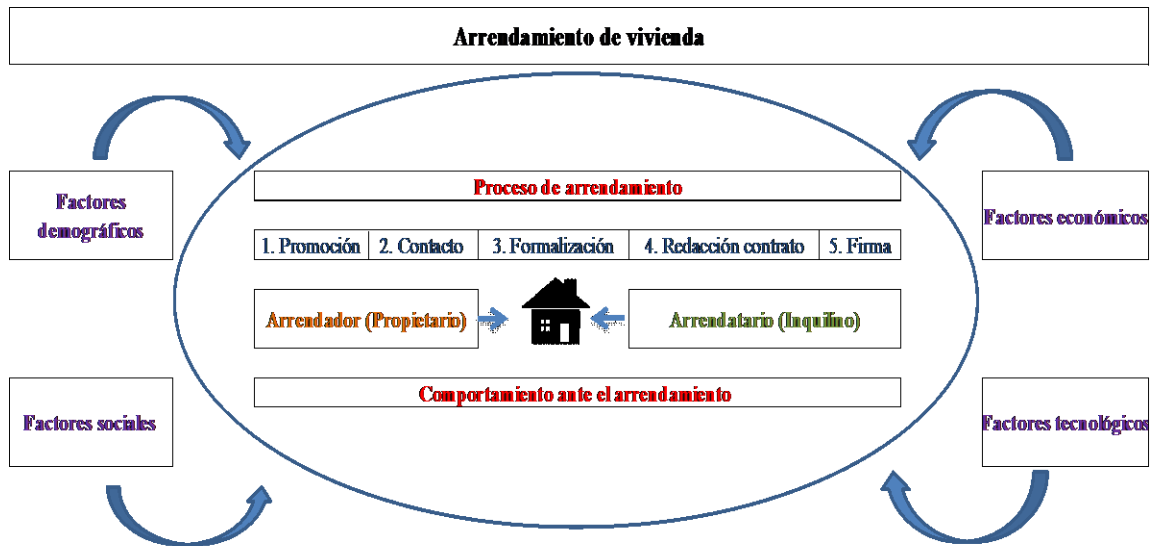 Arrendamiento de vivienda
Factores
demográficos
Proceso de arrendamiento
Factores económicos
1. Promoción
2. Contacto
3. Formalización
4. Redacción contrato
5. Firma
Arrendador (Propietario)
Arrendatario (Inquilino)
Comportamiento ante el arrendamiento
Factores sociales
Factores tecnológicos